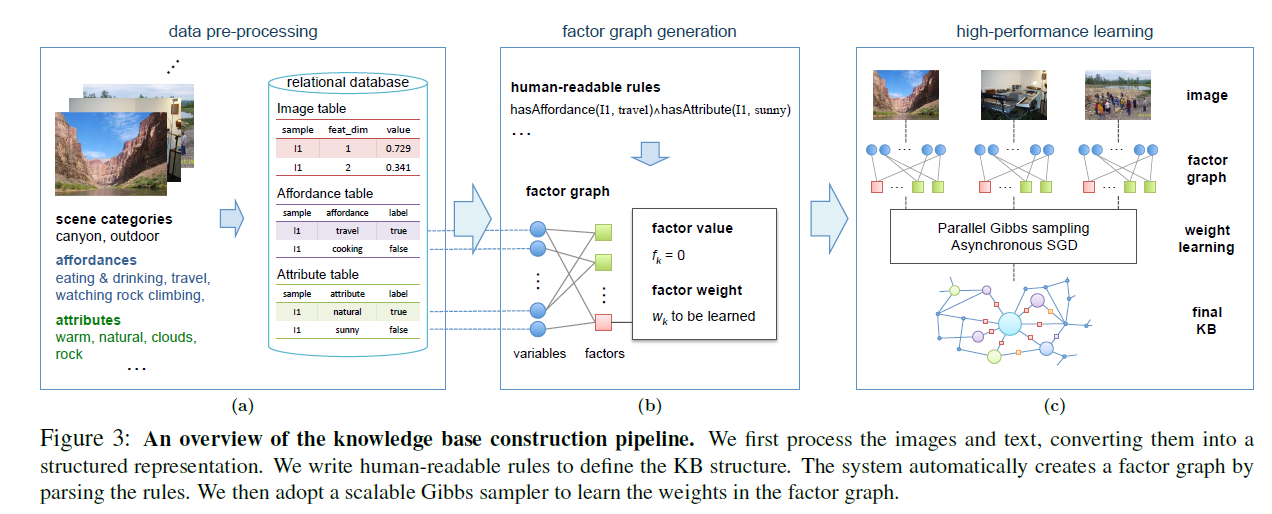 data pre-processing
factor graph generation
high-performance learning
relational database
Image table
sample feat_dim value
I1 1 0.729
I1 2 0.341
Affordance table
sample affordance label
I1 travel true
I1 cooking false
Attribute table
sample attribute label
I1 natural true
I1 sunny false
scene categories
canyon, outdoor
affordances
eating & drinking, travel,
watching rock climbing,
attributes
warm, natural, clouds,
rock
...
human-readable rules
hasAffordance(I1, travel)∧hasAttribute(I1, sunny)
...
factor graph
factor value
fk = 0
factor weight
wk to be learned
variables factors
image
factor
graph
Parallel Gibbs sampling
Asynchronous SGD
weight
learning
final
KB
(a)
(b)
(c)
Figure 3: An overview of the knowledge base construction pipeline. We first process the images and text, converting them into a
structured representation. We write human-readable rules to define the KB structure. The system automatically creates a factor graph by
parsing the rules. We then adopt a scalable Gibbs sampler to learn the weights in the factor graph.